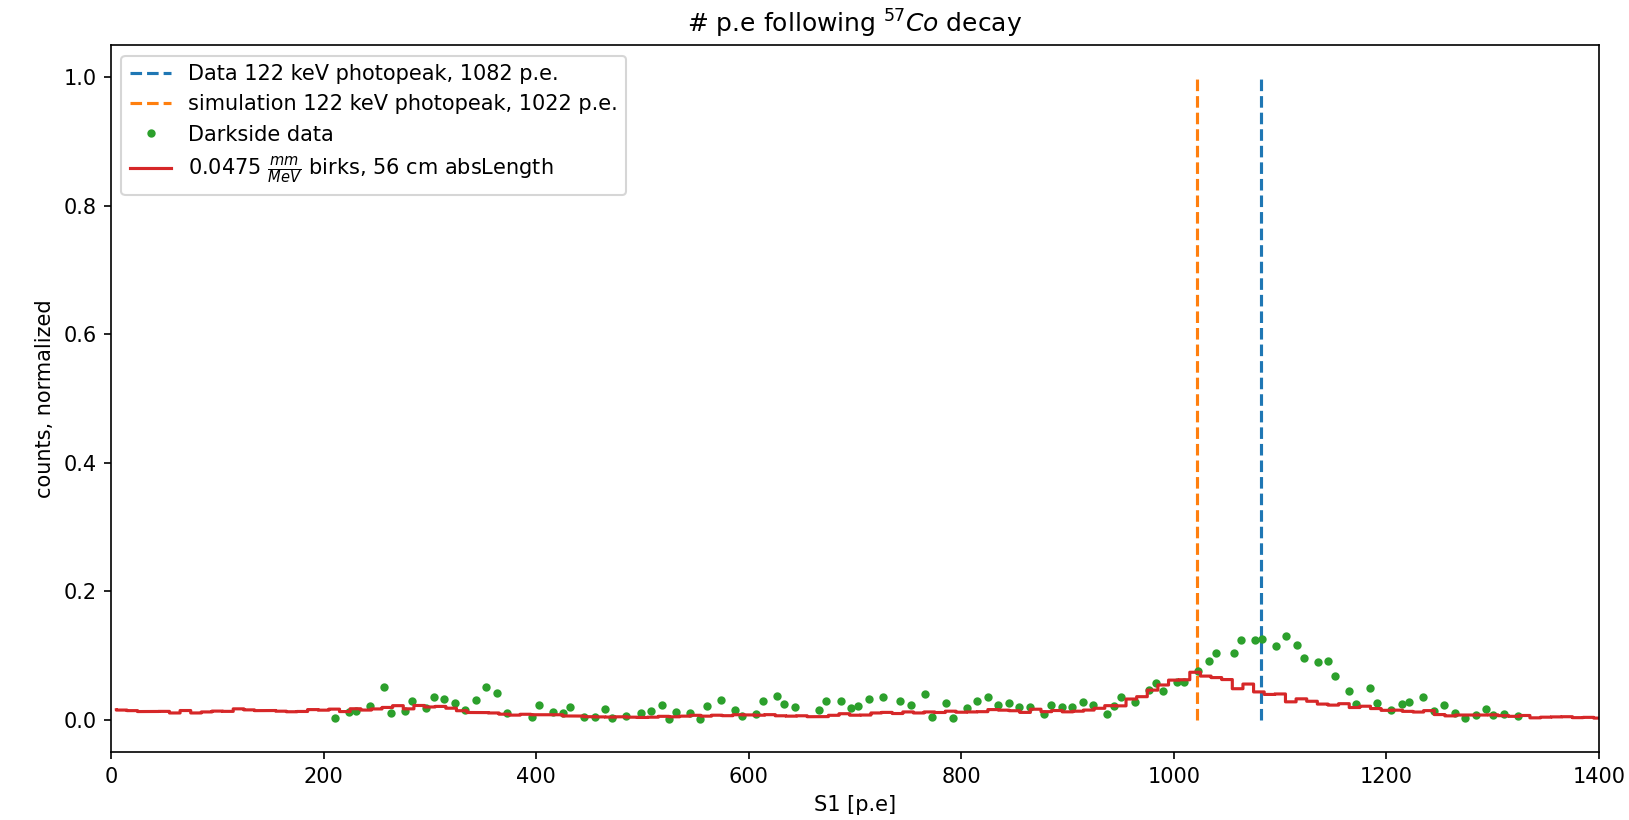 # p.e following ⁵⁷Co decay
Data 122 keV photopeak, 1082 p.e.
simulation 122 keV photopeak, 1022 p.e.
Darkside data
0.0475 mm/MeV birks, 56 cm absLength
counts, normalized
1.0
0.8
0.6
0.4
0.2
0.0
0 200 400 600 800 1000 1200 1400
S1 [p.e]